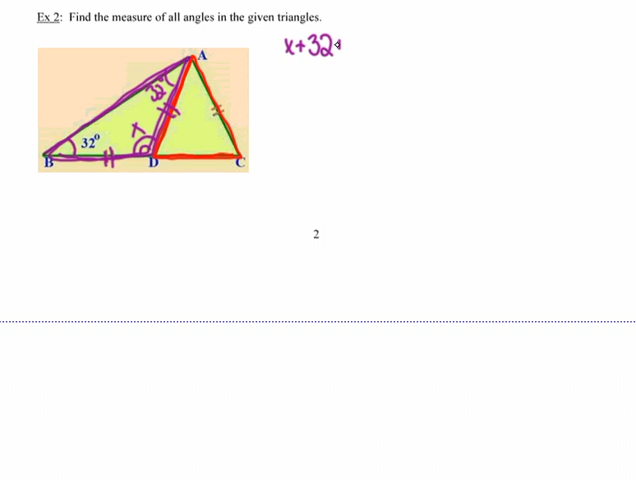 Ex 2: Find the measure of all angles in the given triangles.
x+32
A
32
x
32°
B
D
C
2